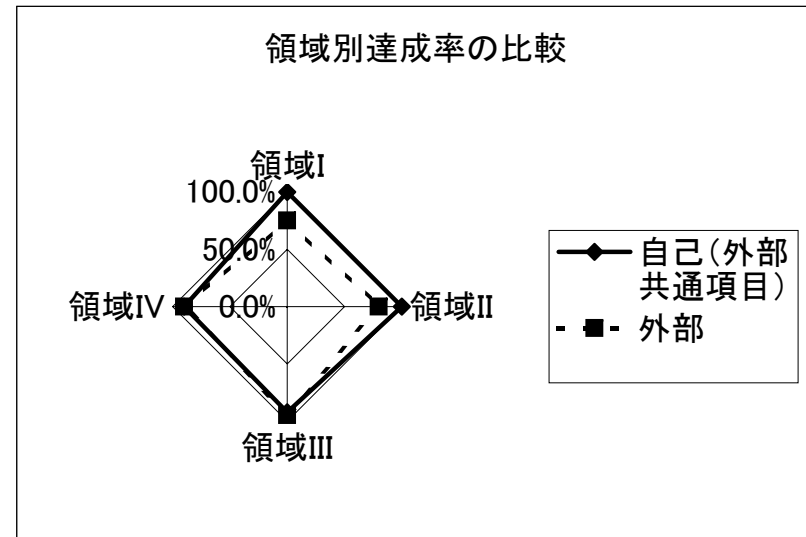 領域別達成率の比較
領域I
100.0%
50.0%
領域IV
0.0%
領域II
領域III
自己(外部
共通項目)
外部